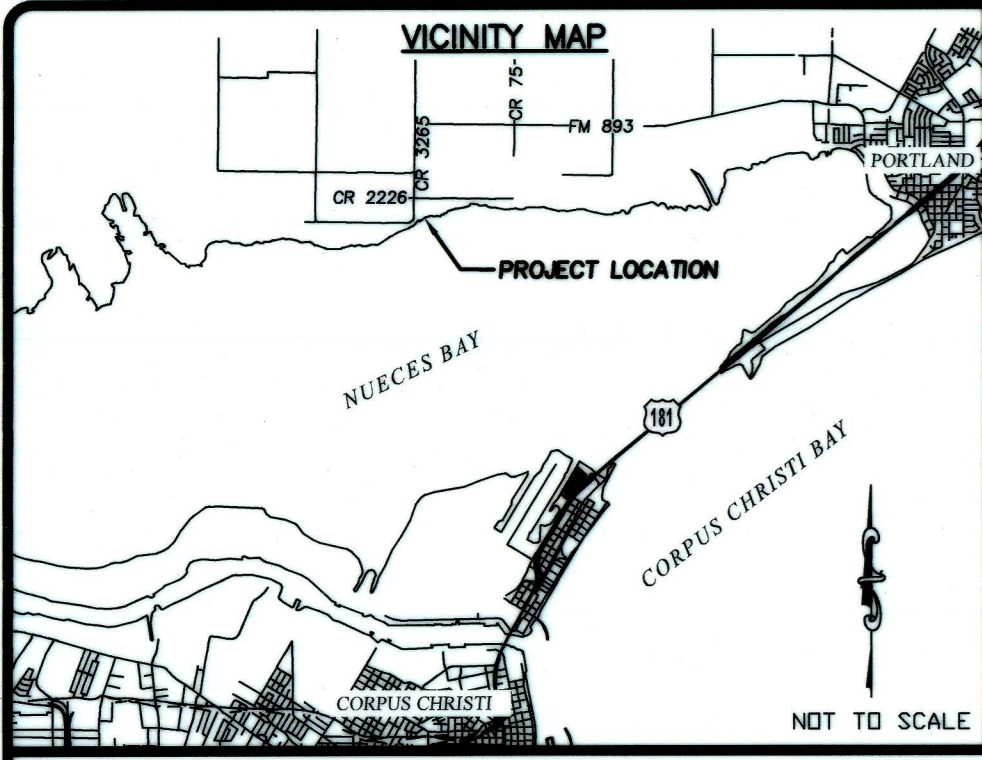 VICINITY MAP
CR 75
CR 3265
FM 893
PORTLAND
CR 2226
PROJECT LOCATION
NUECES BAY
181
CORPUS CHRISTI BAY
CORPUS CHRISTI
NOT TO SCALE